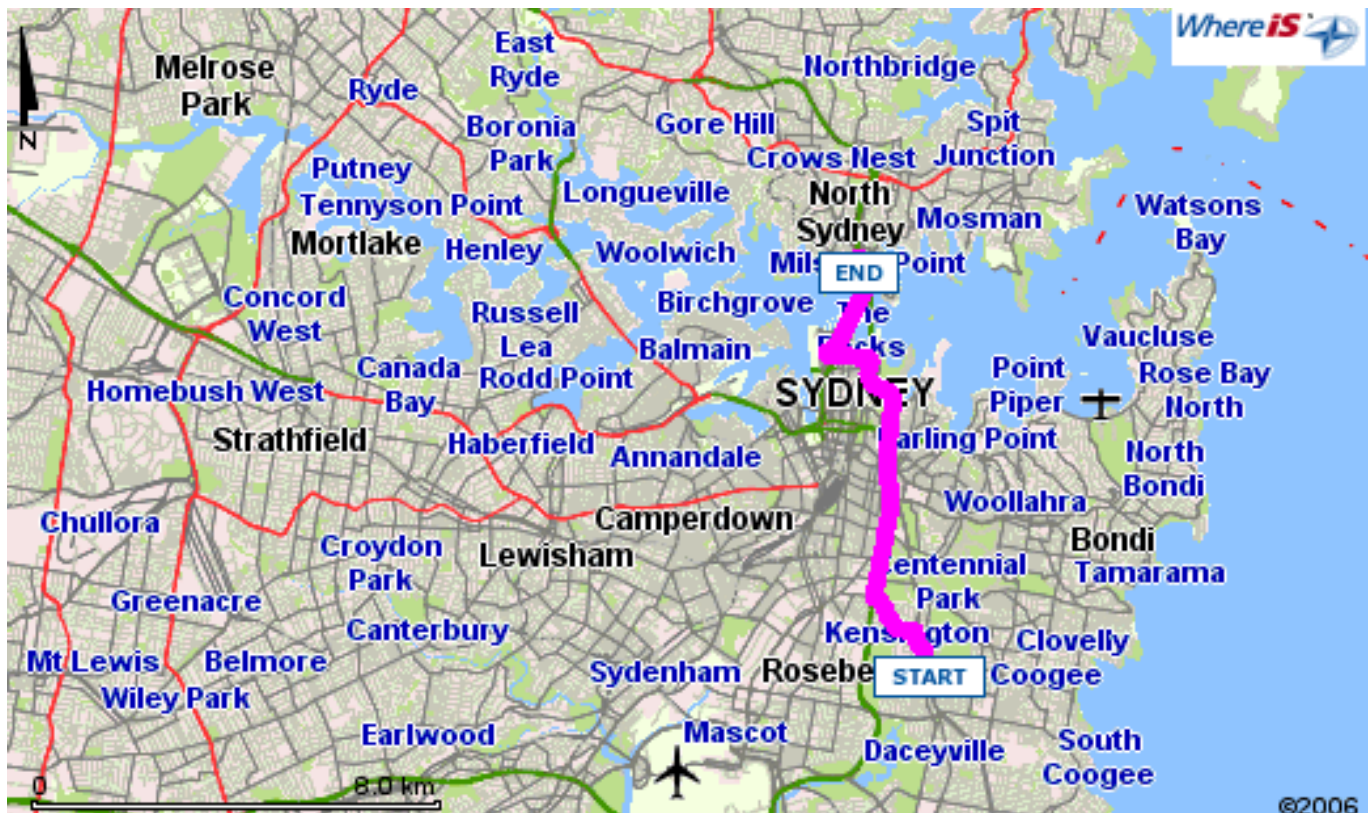 WhereiS
East
Ryde
Northbridge
Melrose
Park
Ryde
Boronia
Park
Gore Hill
Spit
Junction
N
Putney
Crows Nest
Longueville
North
Sydney
Tennyson Point
Mosman
Watsons
Bay
Mortlake
Henley
Woolwich
Point
END
Concord
West
Birchgrove
Russell
Lea
Vaucluse
Balmain
Canada
Bay
Rodd Point
Point
Piper
Rose Bay
North
Homebush West
SYDNEY
Strathfield
Haberfield
Annandale
Darling Point
North
Bondi
Woollahra
Chullora
Camperdown
Lewisham
Bondi
Croydon
Park
Centennial
Park
Tamarama
Greenacre
Canterbury
Kensington
Clovelly
Mt Lewis
Belmore
Sydenham
START
Coogee
Wiley Park
Earlwood
Mascot
Daceyville
South
Coogee
0
8.0 km
©2006